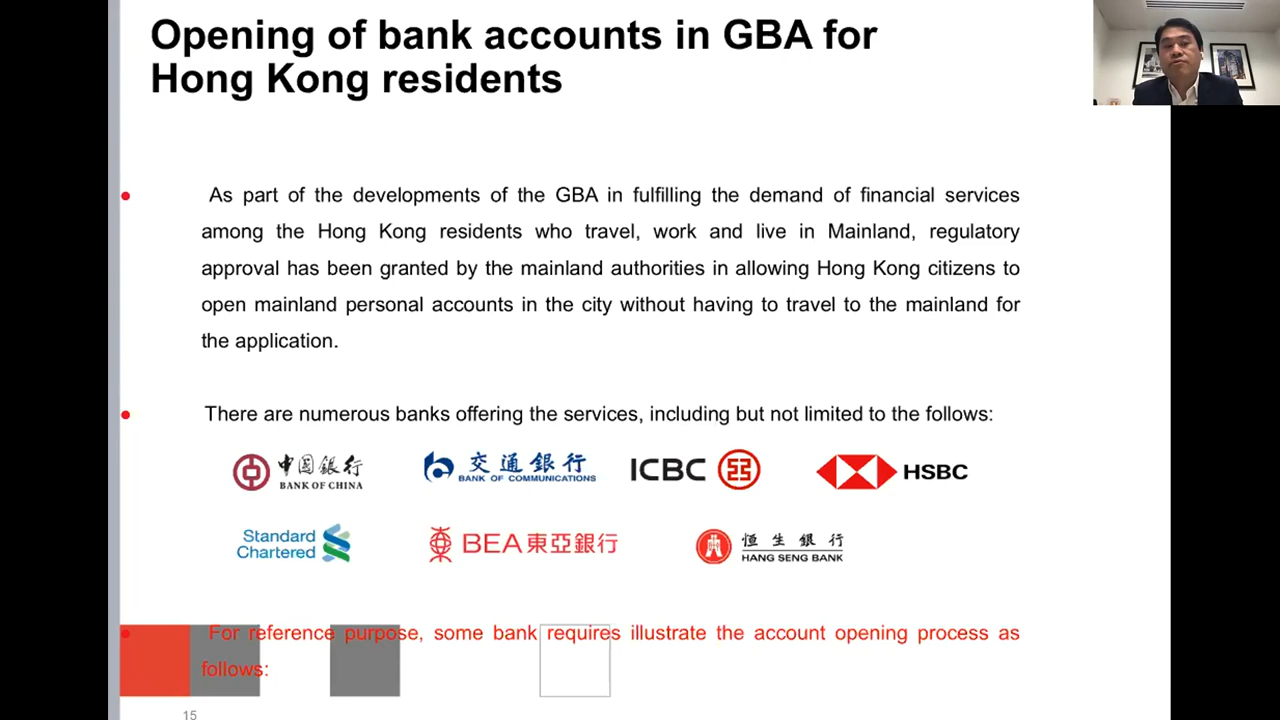 Opening of bank accounts in GBA for
Hong Kong residents
As part of the developments of the GBA in fulfilling the demand of financial services
among the Hong Kong residents who travel, work and live in Mainland, regulatory
approval has been granted by the mainland authorities in allowing Hong Kong citizens to
open mainland personal accounts in the city without having to travel to the mainland for
the application.
There are numerous banks offering the services, including but not limited to the follows:
中国銀行
BANK OF CHINA
交通銀行
BANK OF COMMUNICATIONS
ICBC
HSBC
Standard
Chartered
BEA東亞銀行
恒生銀行
HANG SENG BANK
For reference purpose, some bank requires illustrate the account opening process as
follows:
15